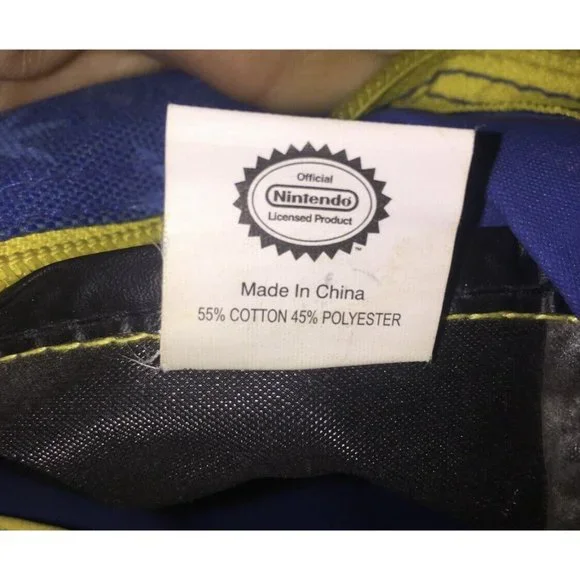 Official
Nintendo®
Licensed Product
™
Made In China
55% COTTON 45% POLYESTER